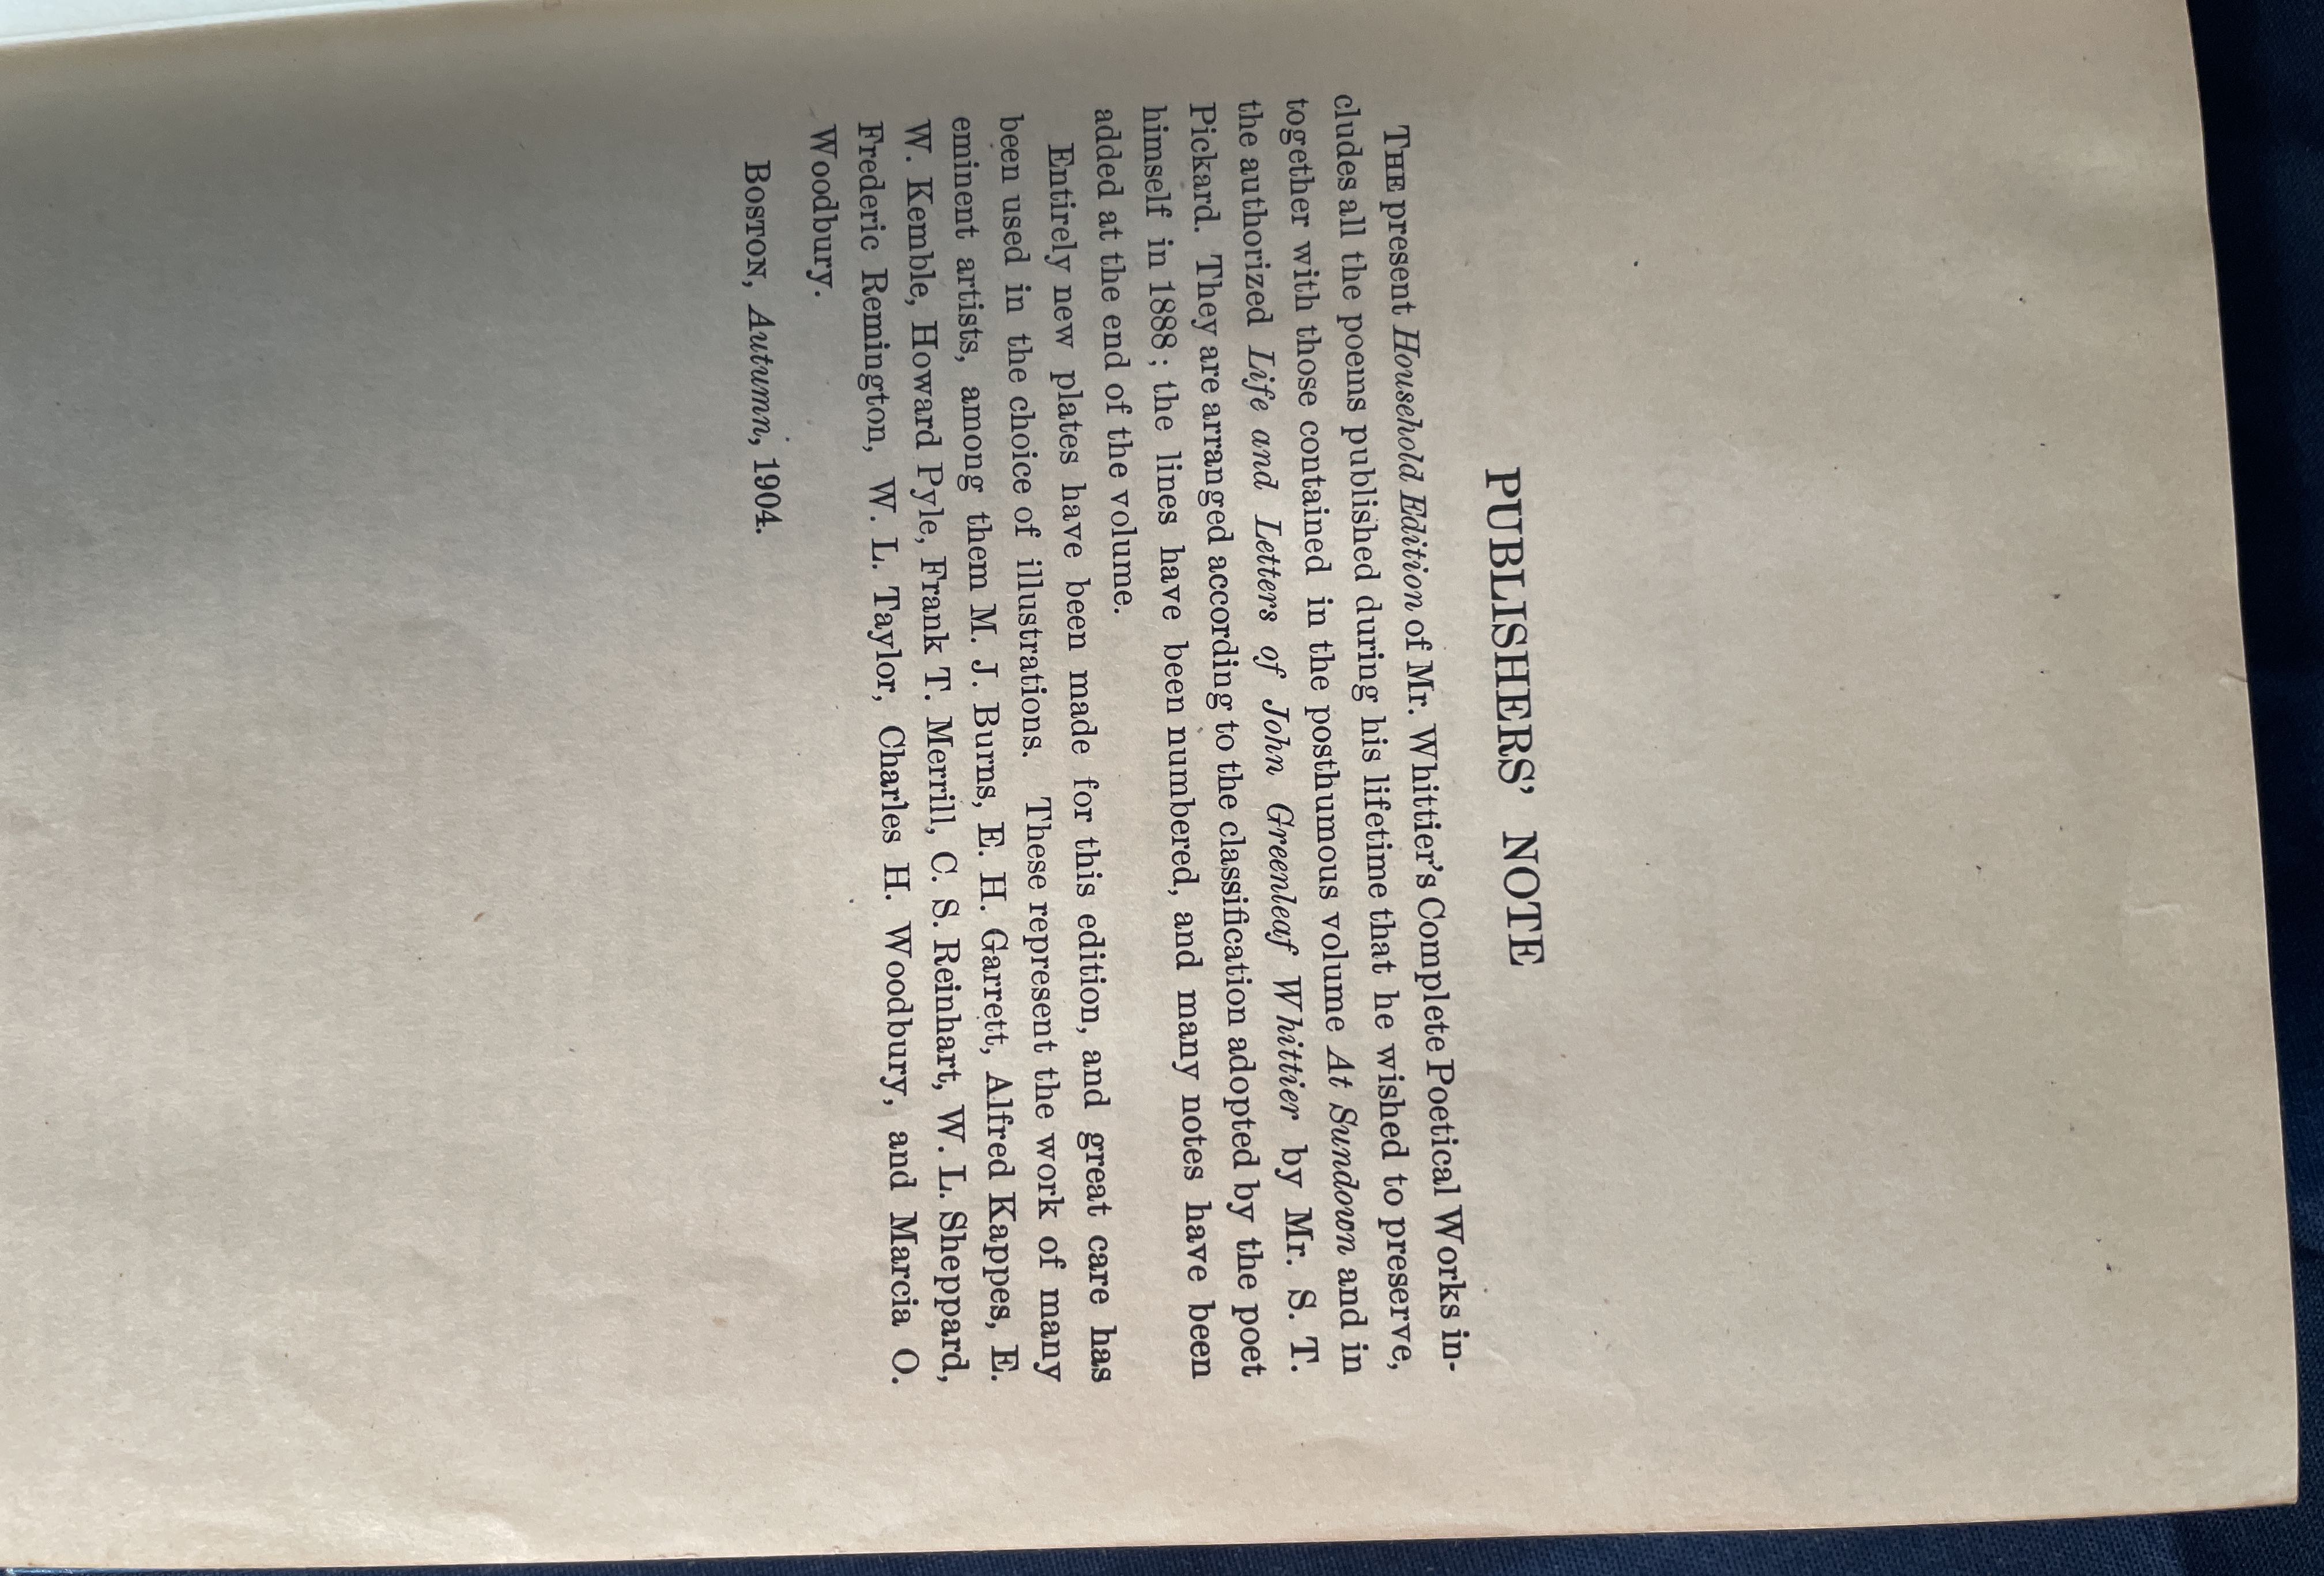 PUBLISHERS' NOTE
THE present Household Edition of Mr. Whittier's Complete Poetical Works in-
cludes all the poems published during his lifetime that he wished to preserve,
together with those contained in the posthumous volume At Sundown and in
the authorized Life and Letters of John Greenleaf Whittier by Mr. S. T.
Pickard. They are arranged according to the classification adopted by the poet
himself in 1888; the lines have been numbered, and many notes have been
added at the end of the volume.
Entirely new plates have been made for this edition, and great care has
been used in the choice of illustrations. These represent the work of many
eminent artists, among them M. J. Burns, E. H. Garrett, Alfred Kappes, E.
W. Kemble, Howard Pyle, Frank T. Merrill, C. S. Reinhart, W. L. Sheppard,
Frederic Remington, W. L. Taylor, Charles H. Woodbury, and Marcia O.
Woodbury.
BOSTON, Autumn, 1904.